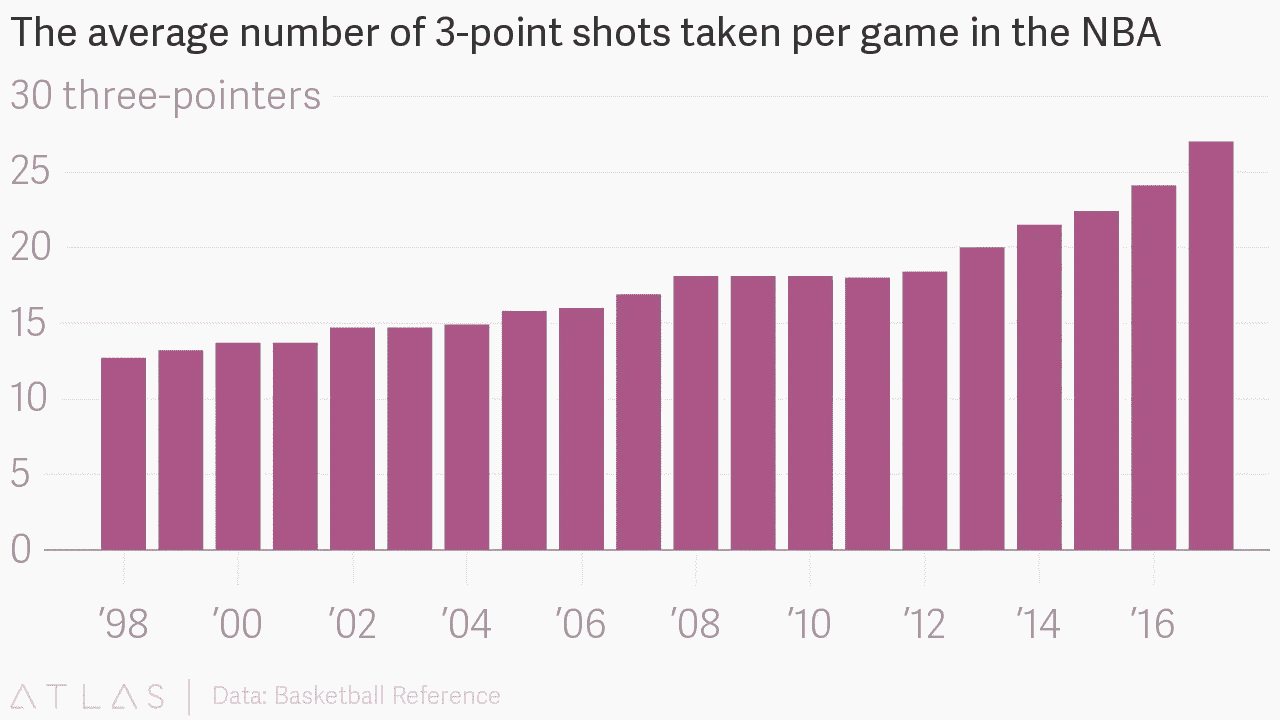 The average number of 3-point shots taken per game in the NBA
30 three-pointers
25
20
15
10
5
0
’98 ’00 ’02 ’04 ’06 ’08 ’10 ’12 ’14 ’16
ATLAS | Data: Basketball Reference